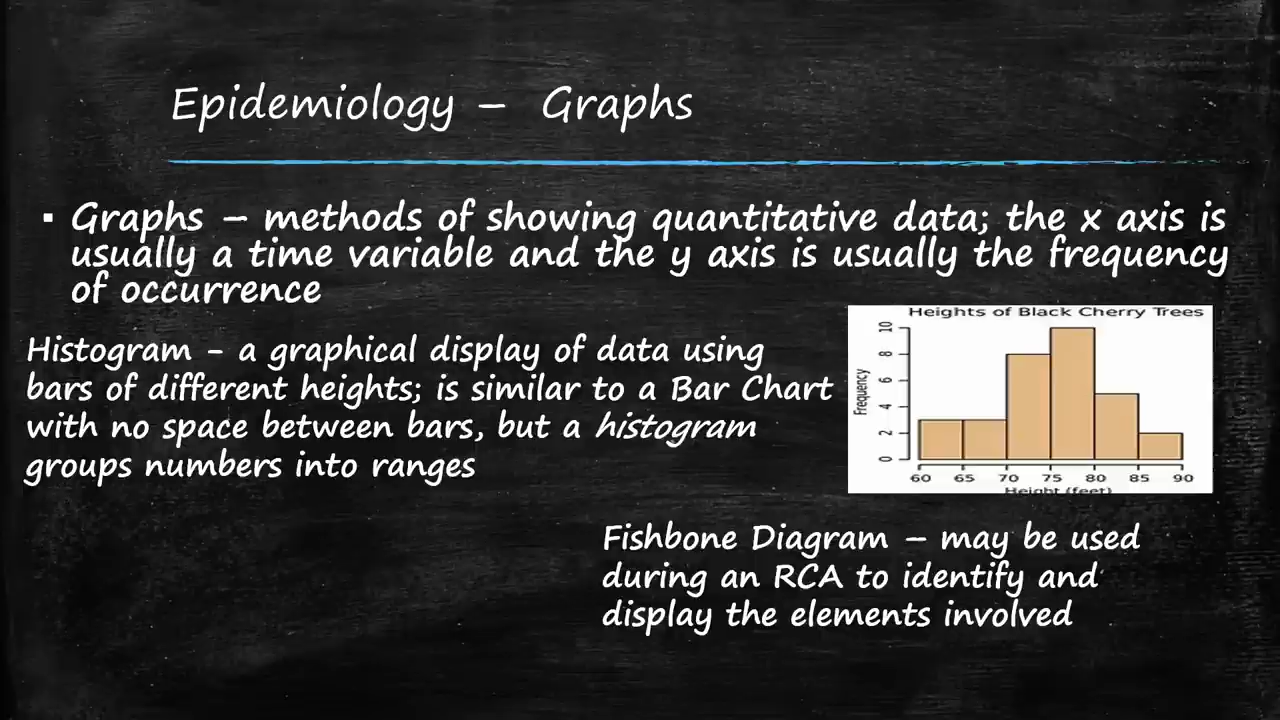 Epidemiology – Graphs
▪ Graphs – methods of showing quantitative data; the x axis is
usually a time variable and the y axis is usually the frequency
of occurrence
Histogram - a graphical display of data using
bars of different heights; is similar to a Bar Chart
with no space between bars, but a histogram
groups numbers into ranges
Heights of Black Cherry Trees
Frequency
10
8
6
4
2
0
60 65 70 75 80 85 90
Height (feet)
Fishbone Diagram – may be used
during an RCA to identify and
display the elements involved